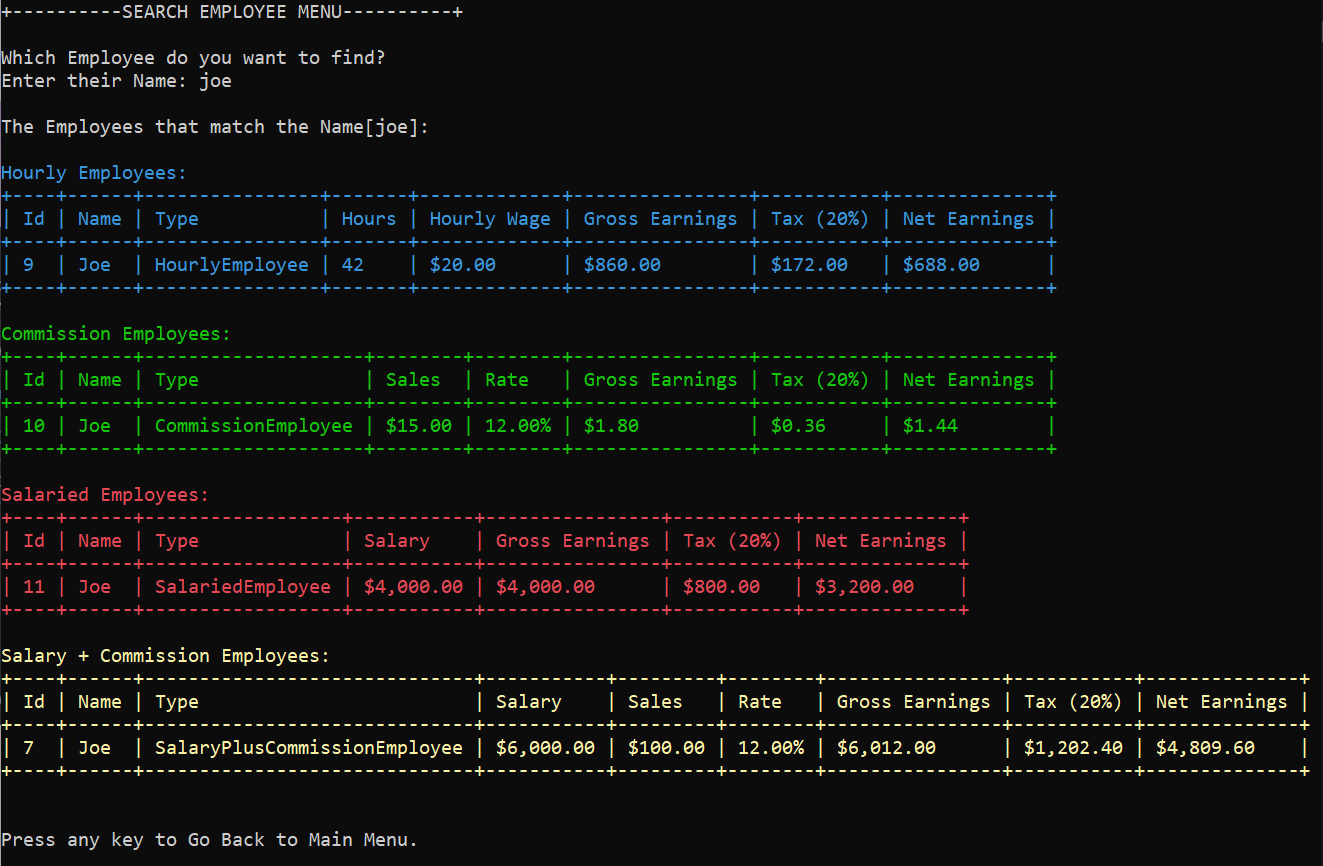 +----------SEARCH EMPLOYEE MENU----------+
Which Employee do you want to find?
Enter their Name: joe
The Employees that match the Name[joe]:
Hourly Employees:
+----+------+----------------+-------+-------------+----------------+-----------+--------------+
| Id | Name | Type           | Hours | Hourly Wage | Gross Earnings | Tax (20%) | Net Earnings |
+----+------+----------------+-------+-------------+----------------+-----------+--------------+
| 9  | Joe  | HourlyEmployee | 42    | $20.00      | $860.00        | $172.00   | $688.00      |
+----+------+----------------+-------+-------------+----------------+-----------+--------------+
Commission Employees:
+----+------+--------------------+--------+--------+----------------+-----------+--------------+
| Id | Name | Type               | Sales  | Rate   | Gross Earnings | Tax (20%) | Net Earnings |
+----+------+--------------------+--------+--------+----------------+-----------+--------------+
| 10 | Joe  | CommissionEmployee | $15.00 | 12.00% | $1.80          | $0.36     | $1.44        |
+----+------+--------------------+--------+--------+----------------+-----------+--------------+
Salaried Employees:
+----+------+------------------+-----------+----------------+-----------+--------------+
| Id | Name | Type             | Salary    | Gross Earnings | Tax (20%) | Net Earnings |
+----+------+------------------+-----------+----------------+-----------+--------------+
| 11 | Joe  | SalariedEmployee | $4,000.00 | $4,000.00      | $800.00   | $3,200.00    |
+----+------+------------------+-----------+----------------+-----------+--------------+
Salary + Commission Employees:
+----+------+------------------------------+-----------+---------+--------+----------------+-----------+--------------+
| Id | Name | Type                         | Salary    | Sales   | Rate   | Gross Earnings | Tax (20%) | Net Earnings |
+----+------+------------------------------+-----------+---------+--------+----------------+-----------+--------------+
| 7  | Joe  | SalaryPlusCommissionEmployee | $6,000.00 | $100.00 | 12.00% | $6,012.00      | $1,202.40 | $4,809.60    |
+----+------+------------------------------+-----------+---------+--------+----------------+-----------+--------------+
Press any key to Go Back to Main Menu.